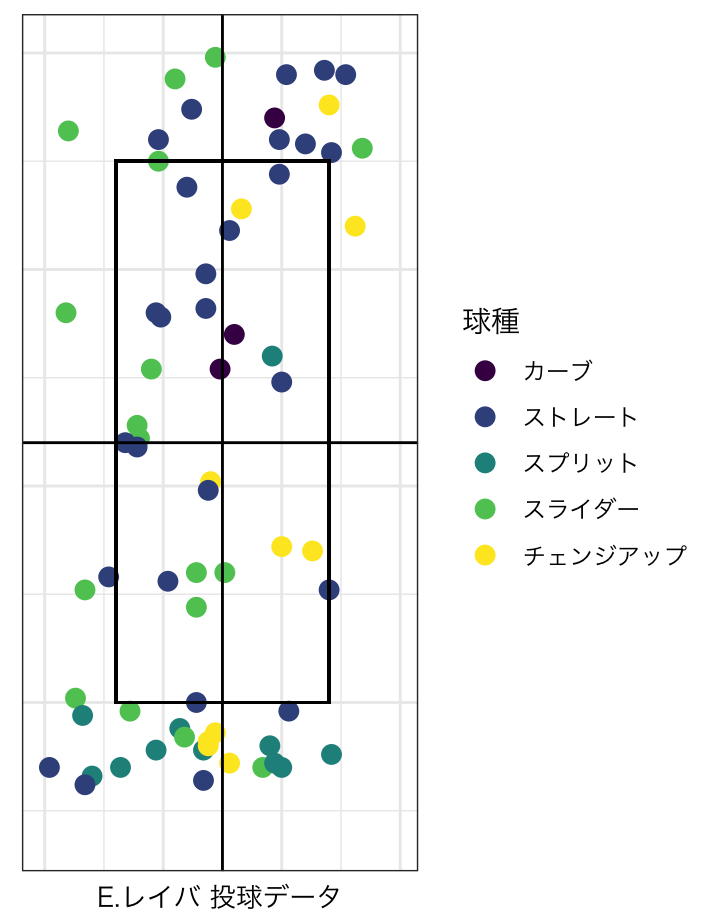 球種
カーブ
ストレート
スプリット
スライダー
チェンジアップ
E.レイバ 投球データ